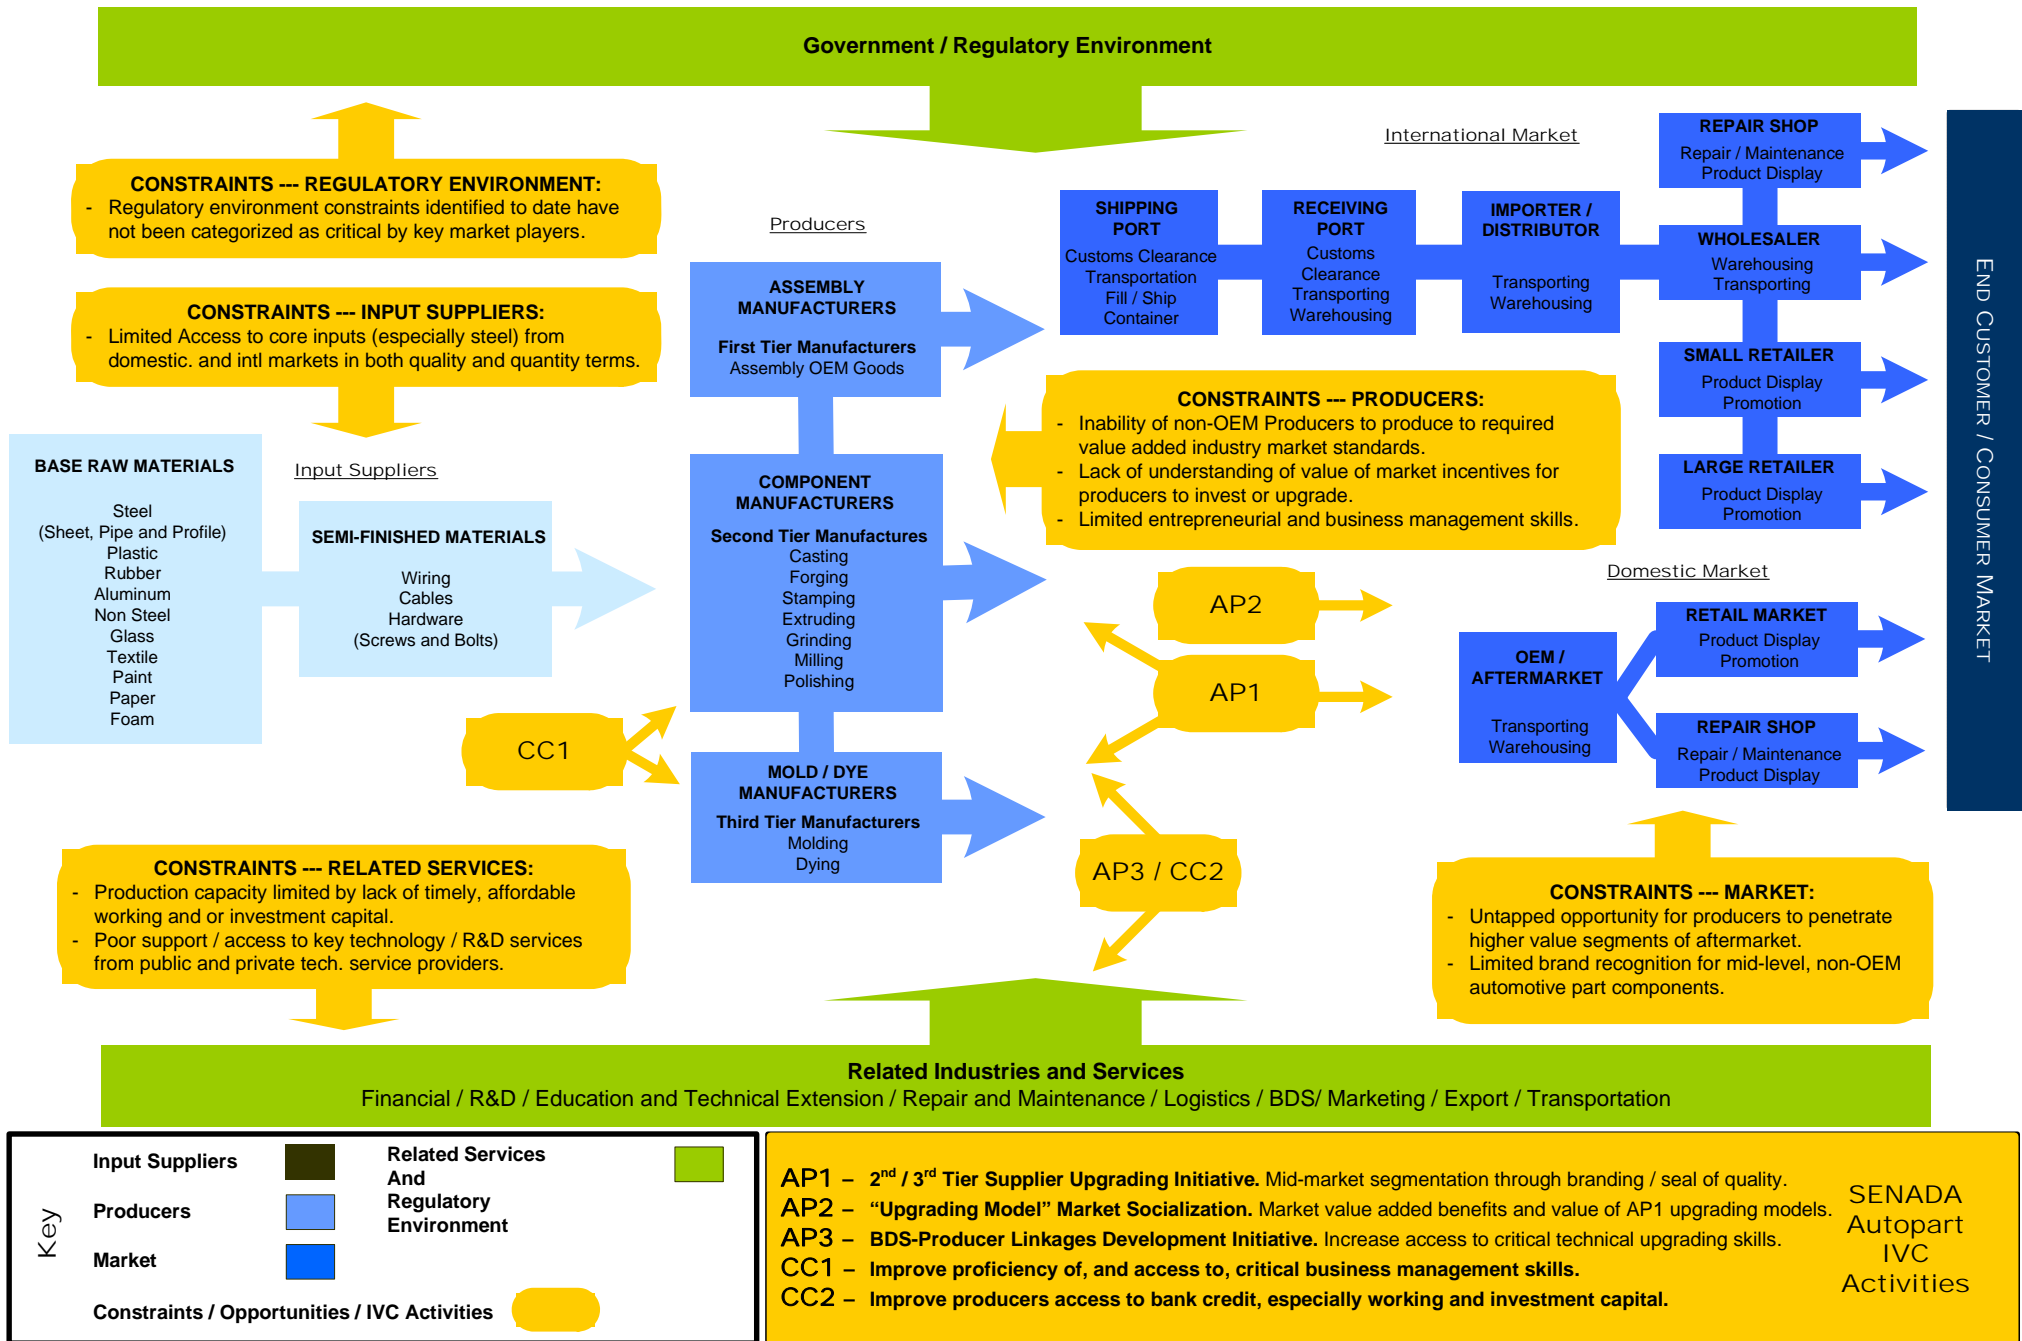 Government / Regulatory Environment
CONSTRAINTS --- REGULATORY ENVIRONMENT:
- Regulatory environment constraints identified to date have
not been categorized as critical by key market players.
CONSTRAINTS --- INPUT SUPPLIERS:
- Limited Access to core inputs (especially steel) from
domestic. and intl markets in both quality and quantity terms.
BASE RAW MATERIALS
Steel
(Sheet, Pipe and Profile)
Plastic
Rubber
Aluminum
Non Steel
Glass
Textile
Paint
Paper
Foam
Input Suppliers
SEMI-FINISHED MATERIALS
Wiring
Cables
Hardware
(Screws and Bolts)
CC1
Producers
ASSEMBLY
MANUFACTURERS
First Tier Manufacturers
Assembly OEM Goods
COMPONENT
MANUFACTURERS
Second Tier Manufactures
Casting
Forging
Stamping
Extruding
Grinding
Milling
Polishing
MOLD / DYE
MANUFACTURERS
Third Tier Manufacturers
Molding
Dying
International Market
SHIPPING
PORT
Customs Clearance
Transportation
Fill / Ship
Container
RECEIVING
PORT
Customs
Clearance
Transporting
Warehousing
IMPORTER /
DISTRIBUTOR
Transporting
Warehousing
REPAIR SHOP
Repair / Maintenance
Product Display
WHOLESALER
Warehousing
Transporting
SMALL RETAILER
Product Display
Promotion
LARGE RETAILER
Product Display
Promotion
END CUSTOMER / CONSUMER MARKET
CONSTRAINTS --- PRODUCERS:
- Inability of non-OEM Producers to produce to required
value added industry market standards.
- Lack of understanding of value of market incentives for
producers to invest or upgrade.
- Limited entrepreneurial and business management skills.
AP2
AP1
AP3 / CC2
Domestic Market
OEM /
AFTERMARKET
Transporting
Warehousing
RETAIL MARKET
Product Display
Promotion
REPAIR SHOP
Repair / Maintenance
Product Display
CONSTRAINTS --- RELATED SERVICES:
- Production capacity limited by lack of timely, affordable
working and or investment capital.
- Poor support / access to key technology / R&D services
from public and private tech. service providers.
CONSTRAINTS --- MARKET:
- Untapped opportunity for producers to penetrate
higher value segments of aftermarket.
- Limited brand recognition for mid-level, non-OEM
automotive part components.
Related Industries and Services
Financial / R&D / Education and Technical Extension / Repair and Maintenance / Logistics / BDS/ Marketing / Export / Transportation
Key
Input Suppliers
Producers
Market
Constraints / Opportunities / IVC Activities
Related Services
And
Regulatory
Environment
AP1 – 2nd / 3rd Tier Supplier Upgrading Initiative. Mid-market segmentation through branding / seal of quality.
AP2 – “Upgrading Model” Market Socialization. Market value added benefits and value of AP1 upgrading models.
AP3 – BDS-Producer Linkages Development Initiative. Increase access to critical technical upgrading skills.
CC1 – Improve proficiency of, and access to, critical business management skills.
CC2 – Improve producers access to bank credit, especially working and investment capital.
SENADA
Autopart
IVC
Activities